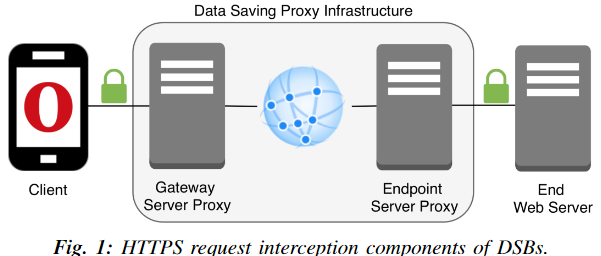 Data Saving Proxy Infrastructure
Client
Gateway
Server Proxy
Endpoint
Server Proxy
End
Web Server
Fig. 1: HTTPS request interception components of DSBs.